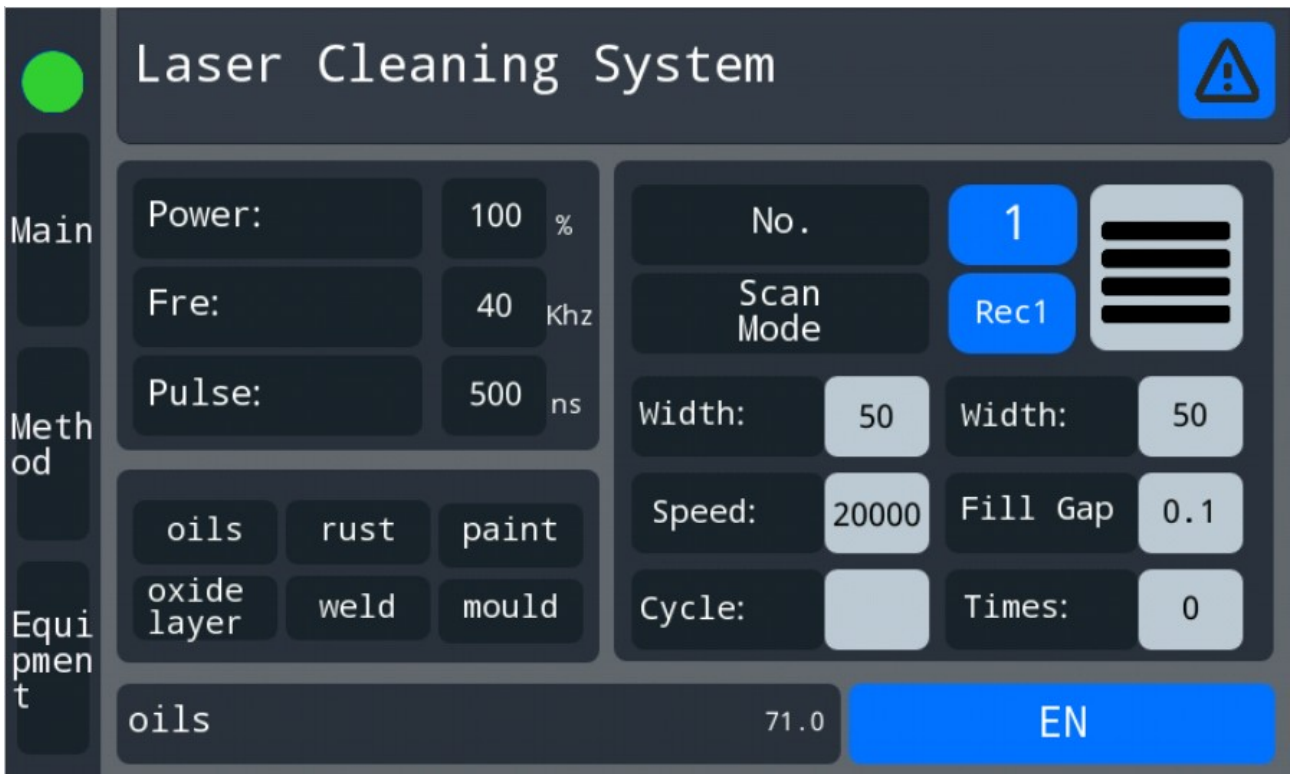 Laser Cleaning System
Main
Meth
od
Equi
pmen
t
Power: 100 %
Fre: 40 Khz
Pulse: 500 ns
oils rust paint
oxide
layer
weld mould
No. 1
Scan
Mode
Rec1
Width: 50 Width: 50
Speed: 20000 Fill Gap 0.1
Cycle: Times: 0
oils 71.0
EN